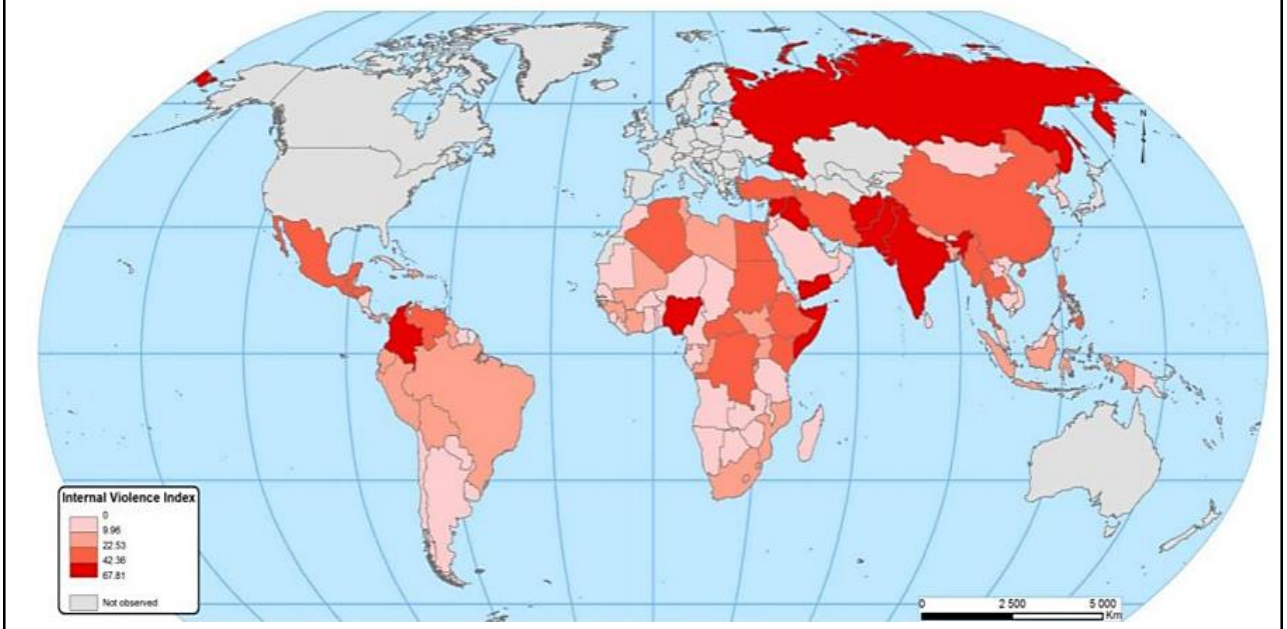 N
Internal Violence Index
0
9.96
22.53
42.36
67.81
Not observed
0 2 500 5 000
Km